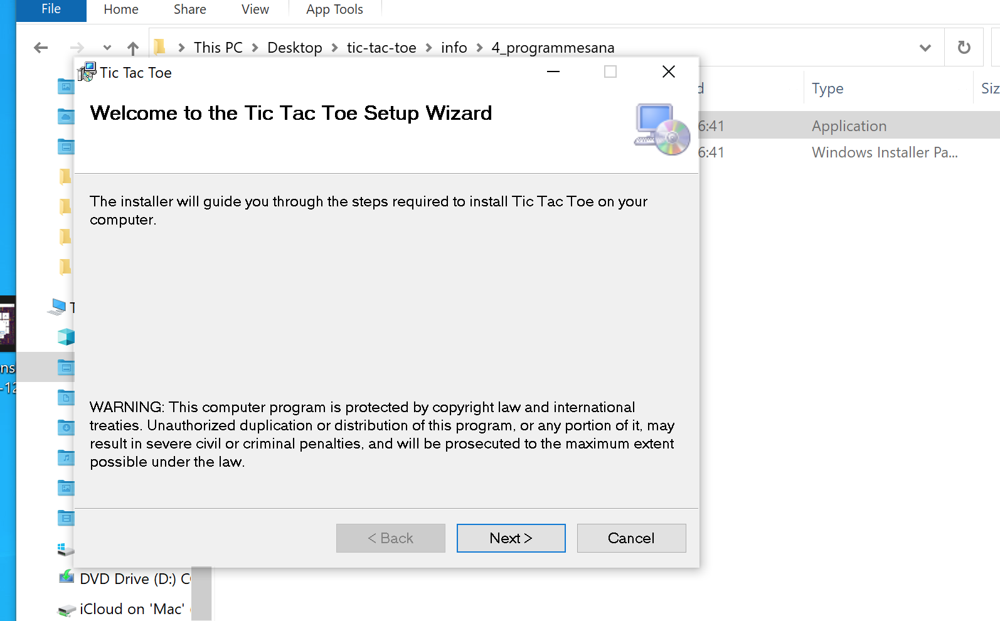 File Home Share View App Tools
This PC > Desktop > tic-tac-toe > info > 4_programmesana
Tic Tac Toe
Type
6:41 Application
6:41 Windows Installer Pa...
Welcome to the Tic Tac Toe Setup Wizard
The installer will guide you through the steps required to install Tic Tac Toe on your
computer.
WARNING: This computer program is protected by copyright law and international
treaties. Unauthorized duplication or distribution of this program, or any portion of it, may
result in severe civil or criminal penalties, and will be prosecuted to the maximum extent
possible under the law.
< Back Next > Cancel
DVD Drive (D:)
iCloud on 'Mac'